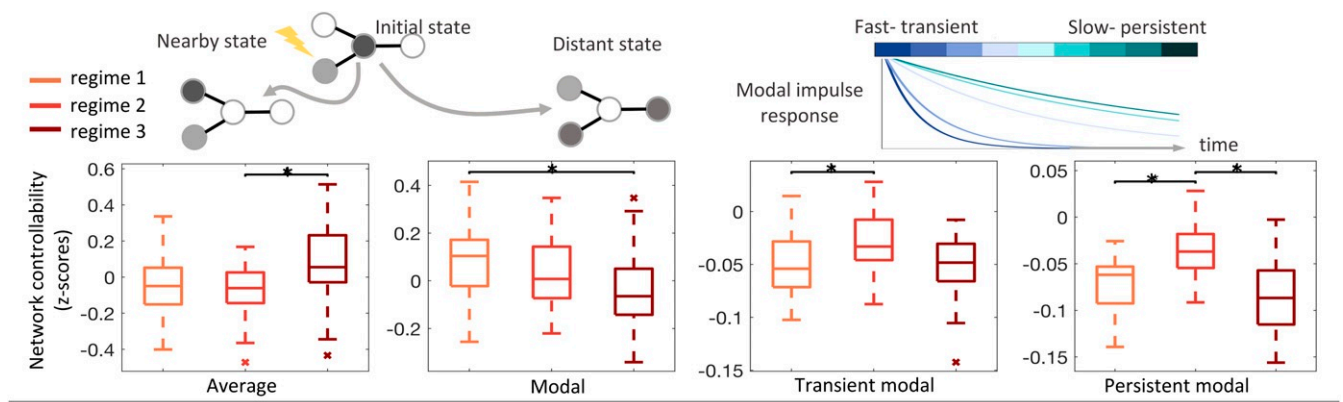 Nearby state
Initial state
Distant state
regime 1
regime 2
regime 3
Fast- transient
Slow- persistent
Modal impulse
response
time
Network controllability
(z-scores)
0.6
0.4
0.2
0
-0.2
-0.4
*
Average
0.4
0.2
0
-0.2
*
Modal
0
-0.05
-0.1
-0.15
*
Transient modal
0.05
0
-0.05
-0.1
-0.15
*
*
Persistent modal